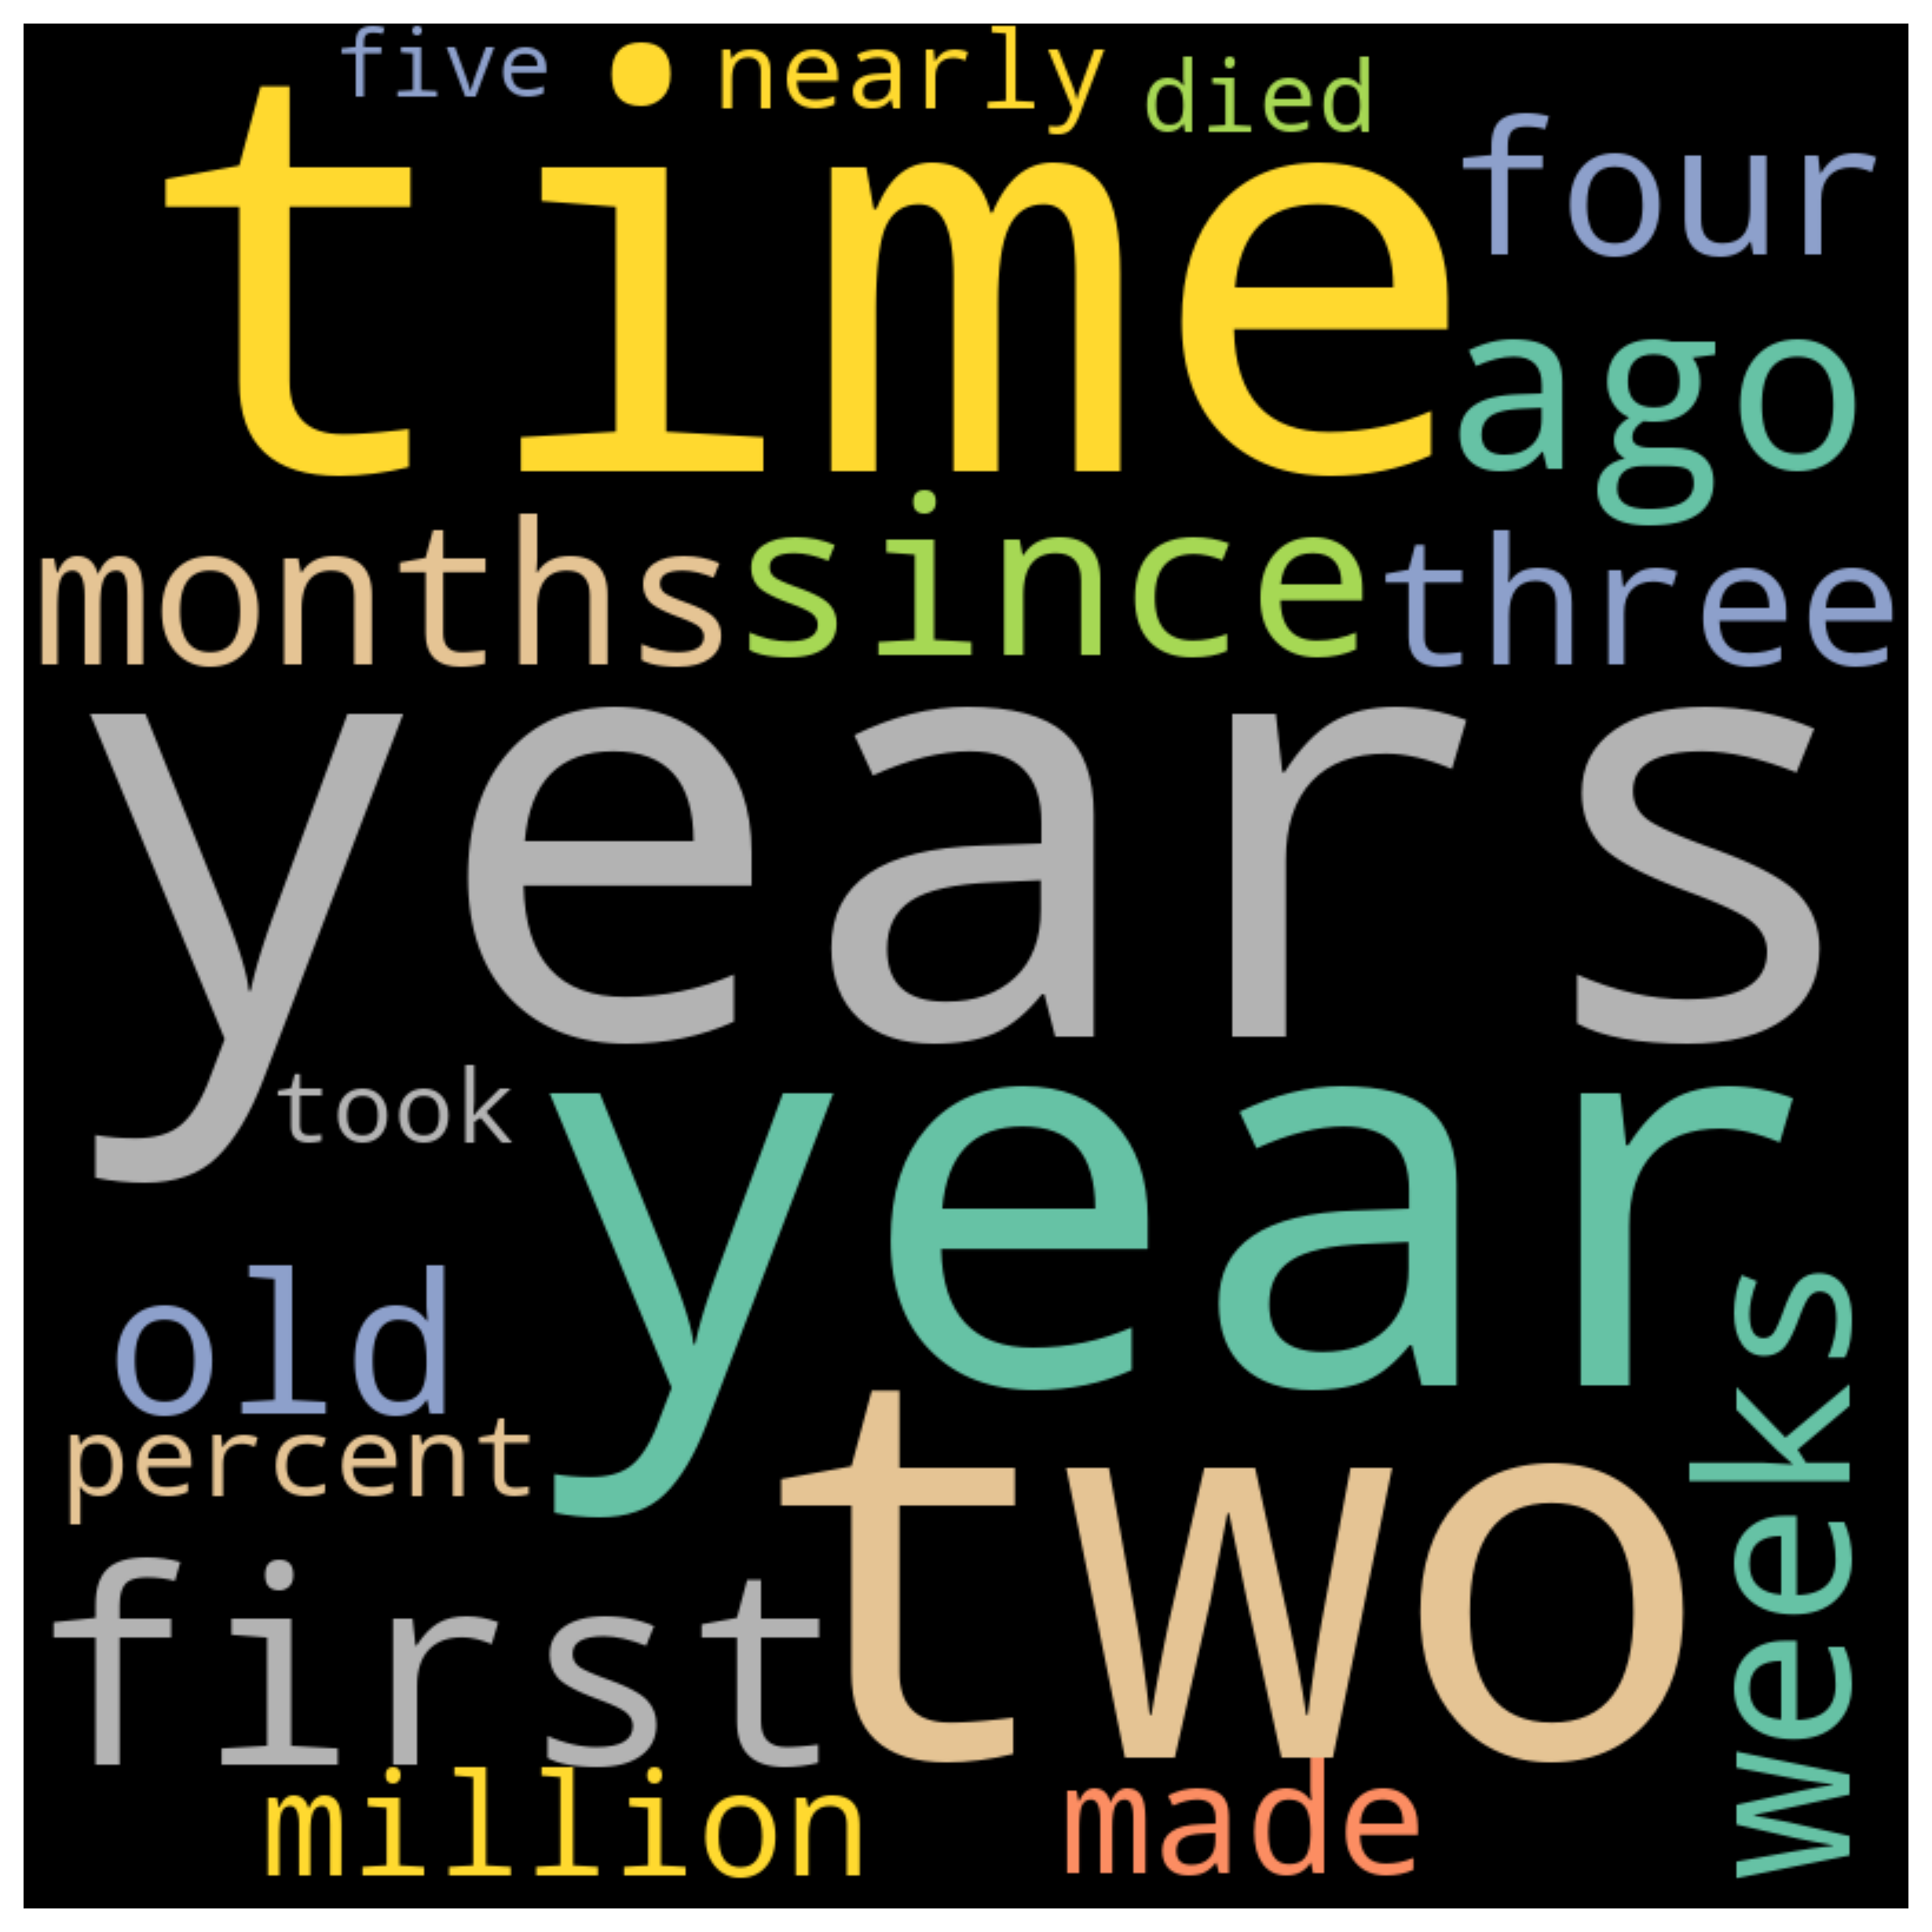 five nearly died
time four
ago
months since three
years
took
year
old
percent
two
weeks
first
million made